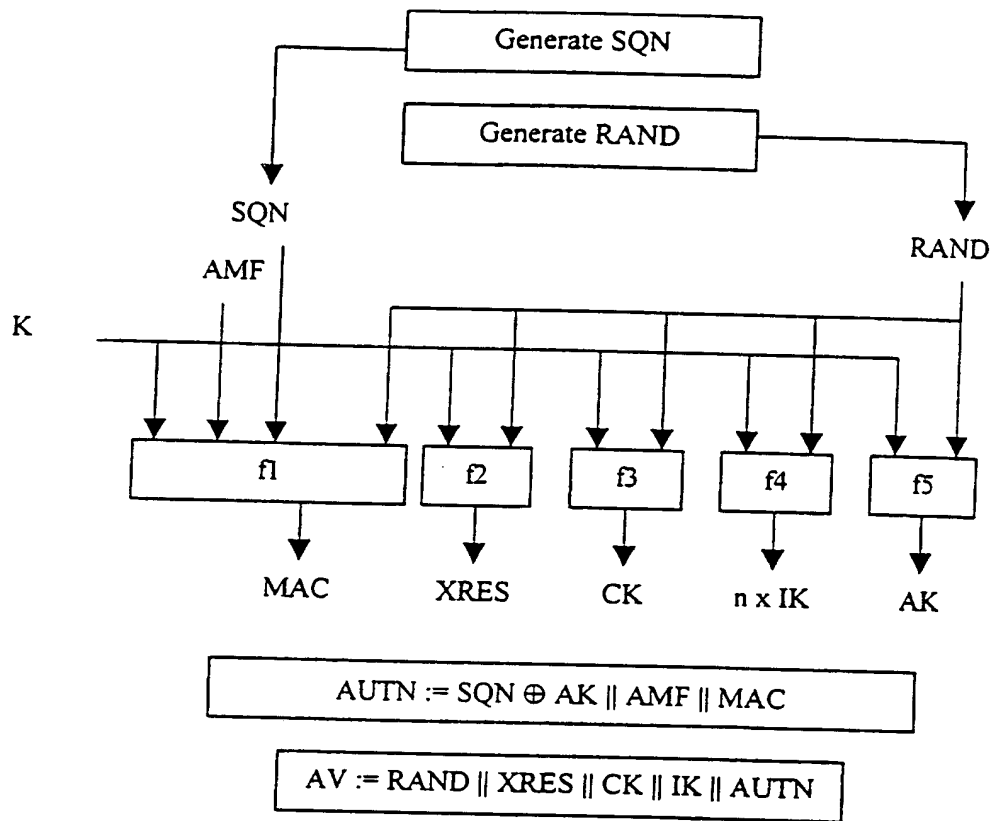 Generate SQN
Generate RAND
SQN
RAND
AMF
K
f1
f2
f3
f4
f5
MAC
XRES
CK
n x IK
AK
AUTN := SQN ⊕ AK || AMF || MAC
AV := RAND || XRES || CK || IK || AUTN